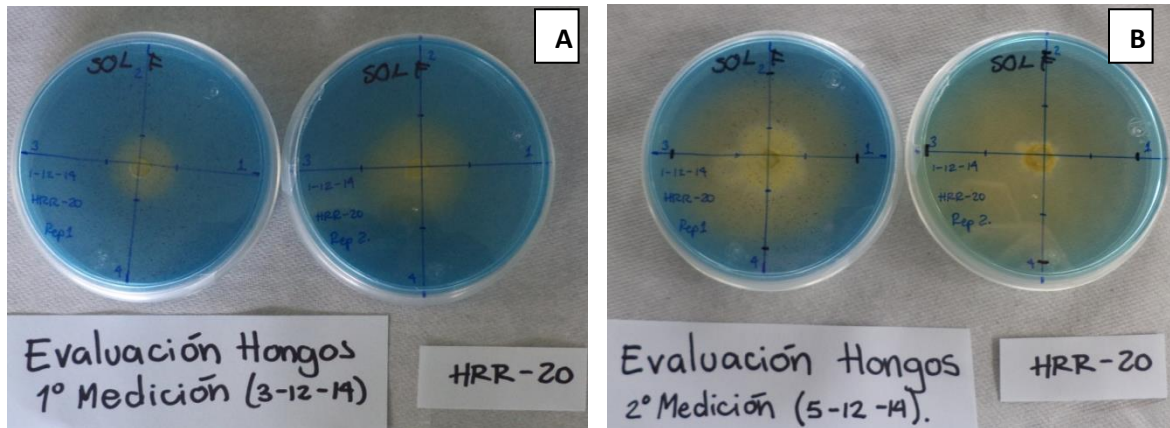 A
SOL F
2
3
1
1-12-14
HRR-20
Rep 1
4
SOL F
2
3
1
1-12-14
HRR-20
Rep 2.
4
Evaluación Hongos
1º Medición (3-12-14)
HRR-20
B
SOL F
2
3
1
1-12-14
HRR-20
Rep1
4
SOL F
2
3
1
1-12-14
HRR-20
Rep 2.
4
Evaluación Hongos
2º Medición (5-12-14).
HRR-20